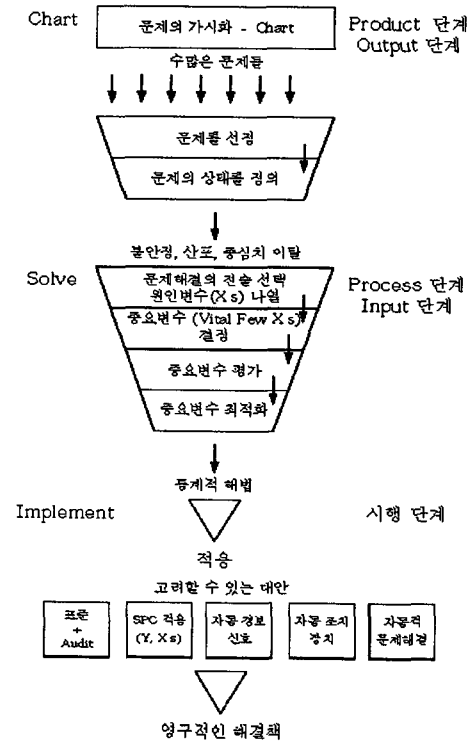 Chart
문제의 가시화 - Chart
Product 단계
Output 단계
수많은 문제들
문제를 선정
문제의 상태를 정의
불안정, 산포, 중심치 이탈
Solve
문제해결의 전술 선택
원인변수(X s) 나열
Process 단계
Input 단계
중요변수 (Vital Few X s)
결정
중요변수 평가
중요변수 최적화
통계적 해법
Implement
시행 단계
적용
고려할 수 있는 대안
표준
+
Audit
SPC 적용
(Y, X s)
자동 경보
신호
자동 조치
장치
자동적
문제해결
영구적인 해결책